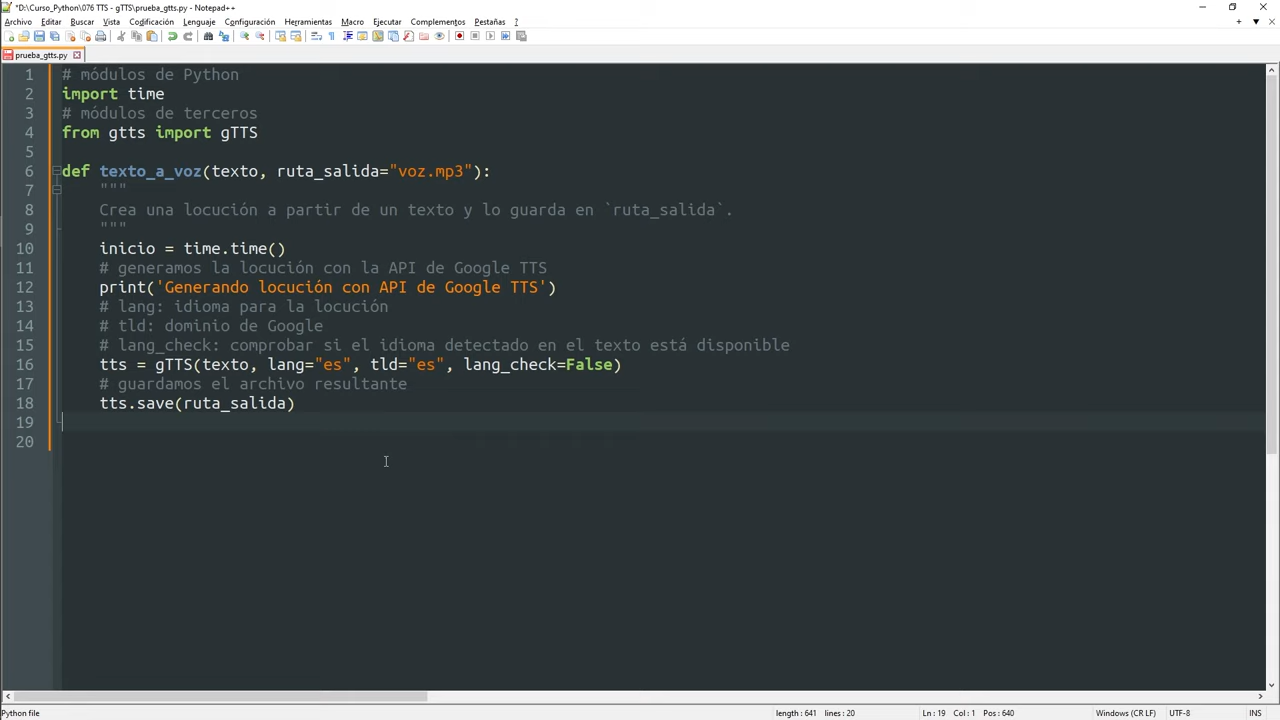 *D:\Curso_Python\076 TTS - gTTS\prueba_gtts.py - Notepad++
Archivo Editar Buscar Vista Codificación Lenguaje Configuración Herramientas Macro Ejecutar Complementos Pestañas ?
prueba_gtts.py
1 # módulos de Python
2 import time
3 # módulos de terceros
4 from gtts import gTTS
5
6 def texto_a_voz(texto, ruta_salida="voz.mp3"):
7 """
8 Crea una locución a partir de un texto y lo guarda en `ruta_salida`.
9 """
10 inicio = time.time()
11 # generamos la locución con la API de Google TTS
12 print('Generando locución con API de Google TTS')
13 # lang: idioma para la locución
14 # tld: dominio de Google
15 # lang_check: comprobar si el idioma detectado en el texto está disponible
16 tts = gTTS(texto, lang="es", tld="es", lang_check=False)
17 # guardamos el archivo resultante
18 tts.save(ruta_salida)
19
20
Python file length : 641 lines : 20 Ln : 19 Col : 1 Pos : 640 Windows (CR LF) UTF-8 INS